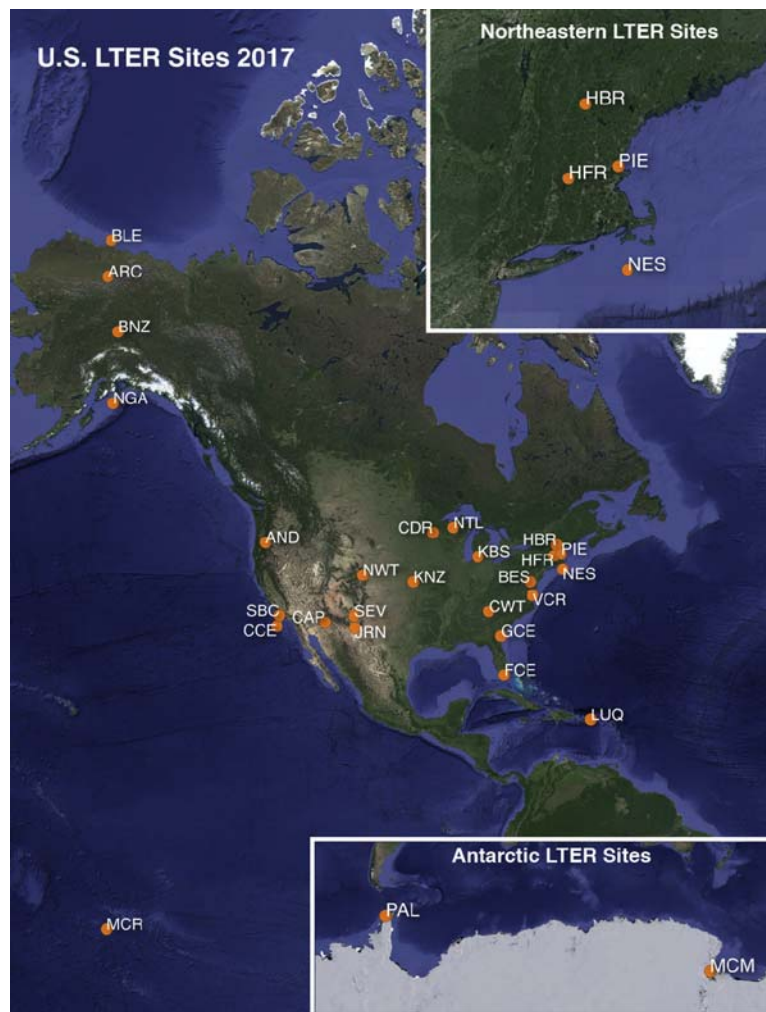 U.S. LTER Sites 2017
Northeastern LTER Sites
HBR
PIE
HFR
NES
BLE
ARC
BNZ
NGA
AND
CDR
NTL
KBS
HBR
PIE
HFR
NES
NWT
KNZ
BES
VCR
SBC
CAP
SEV
CWT
CCE
JRN
GCE
FCE
LUQ
MCR
Antarctic LTER Sites
PAL
MCM